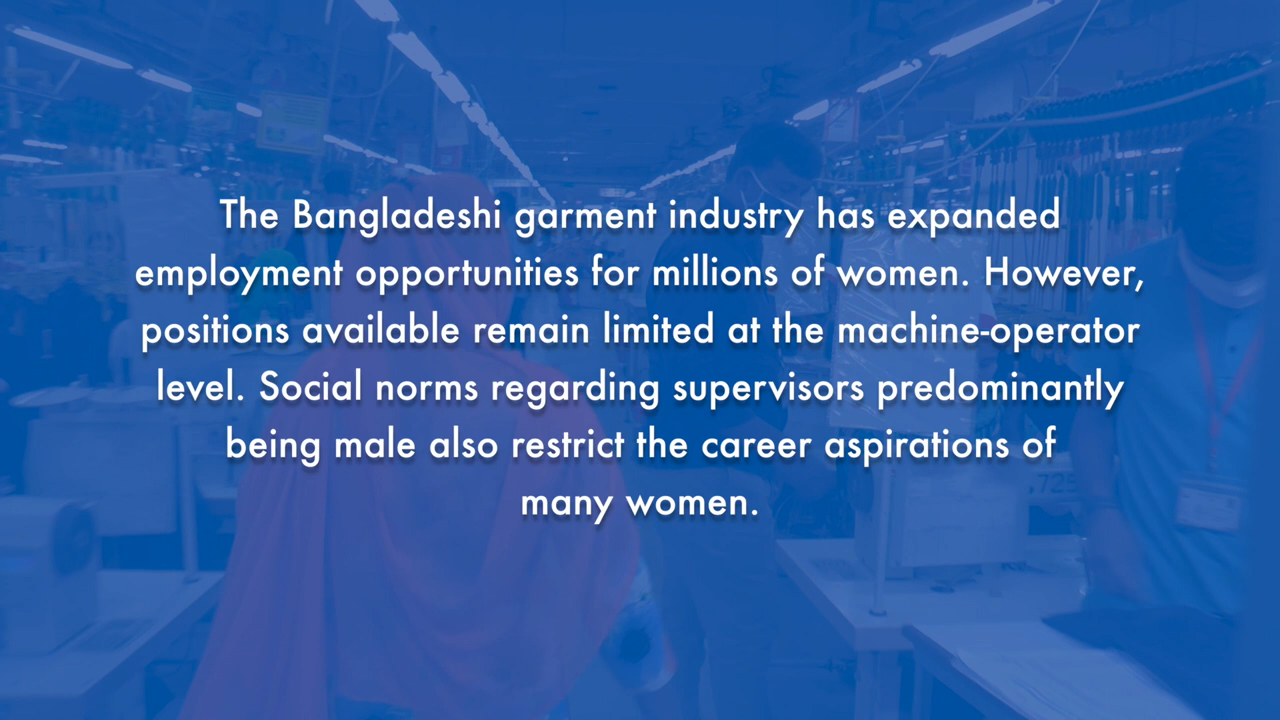 The Bangladeshi garment industry has expanded
employment opportunities for millions of women. However,
positions available remain limited at the machine-operator
level. Social norms regarding supervisors predominantly
being male also restrict the career aspirations of
many women.